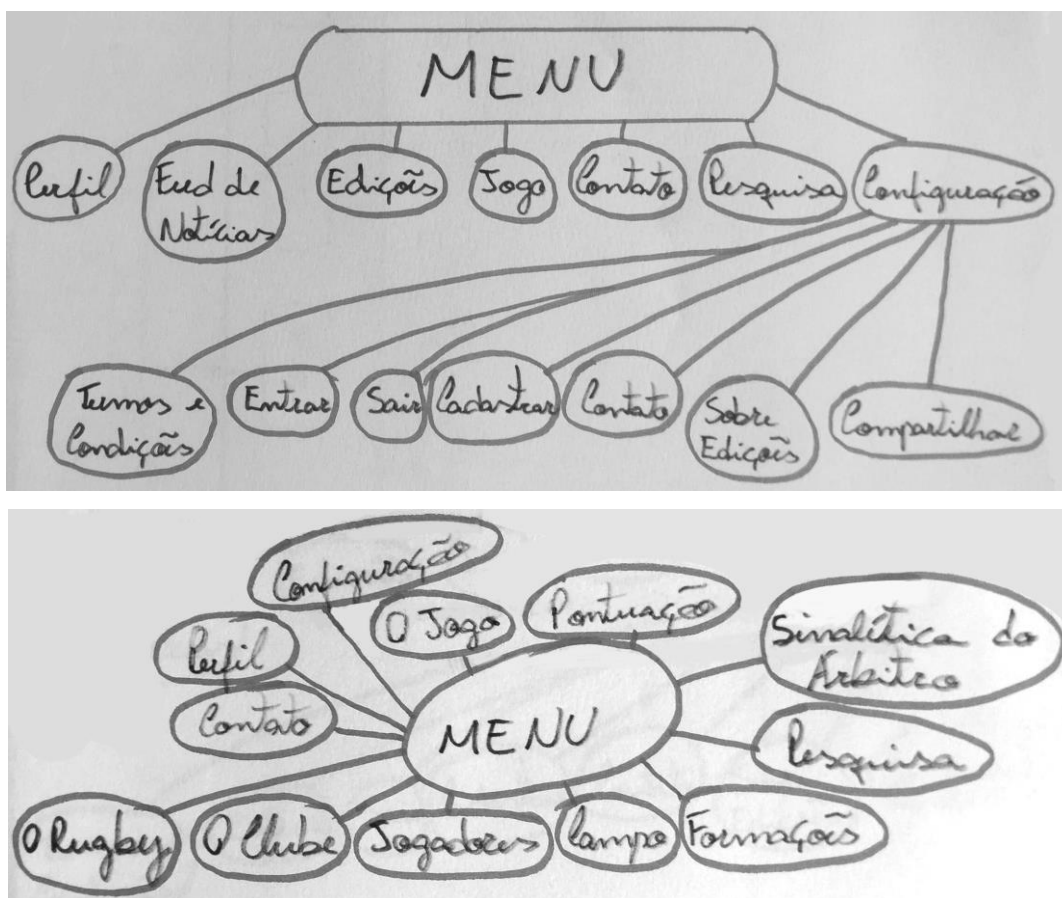 MENU
Perfil
Feed de
Notícias
Edições
Jogo
Contato
Pesquisa
Configuração
Termos e
Condições
Entrar
Sair
Cadastrar
Contato
Sobre
Edições
Compartilhar
Configuração
O Jogo
Pontuação
Sinalítica do
Árbitro
Perfil
Contato
MENU
Pesquisa
O Rugby
O Clube
Jogadores
Campo
Formações